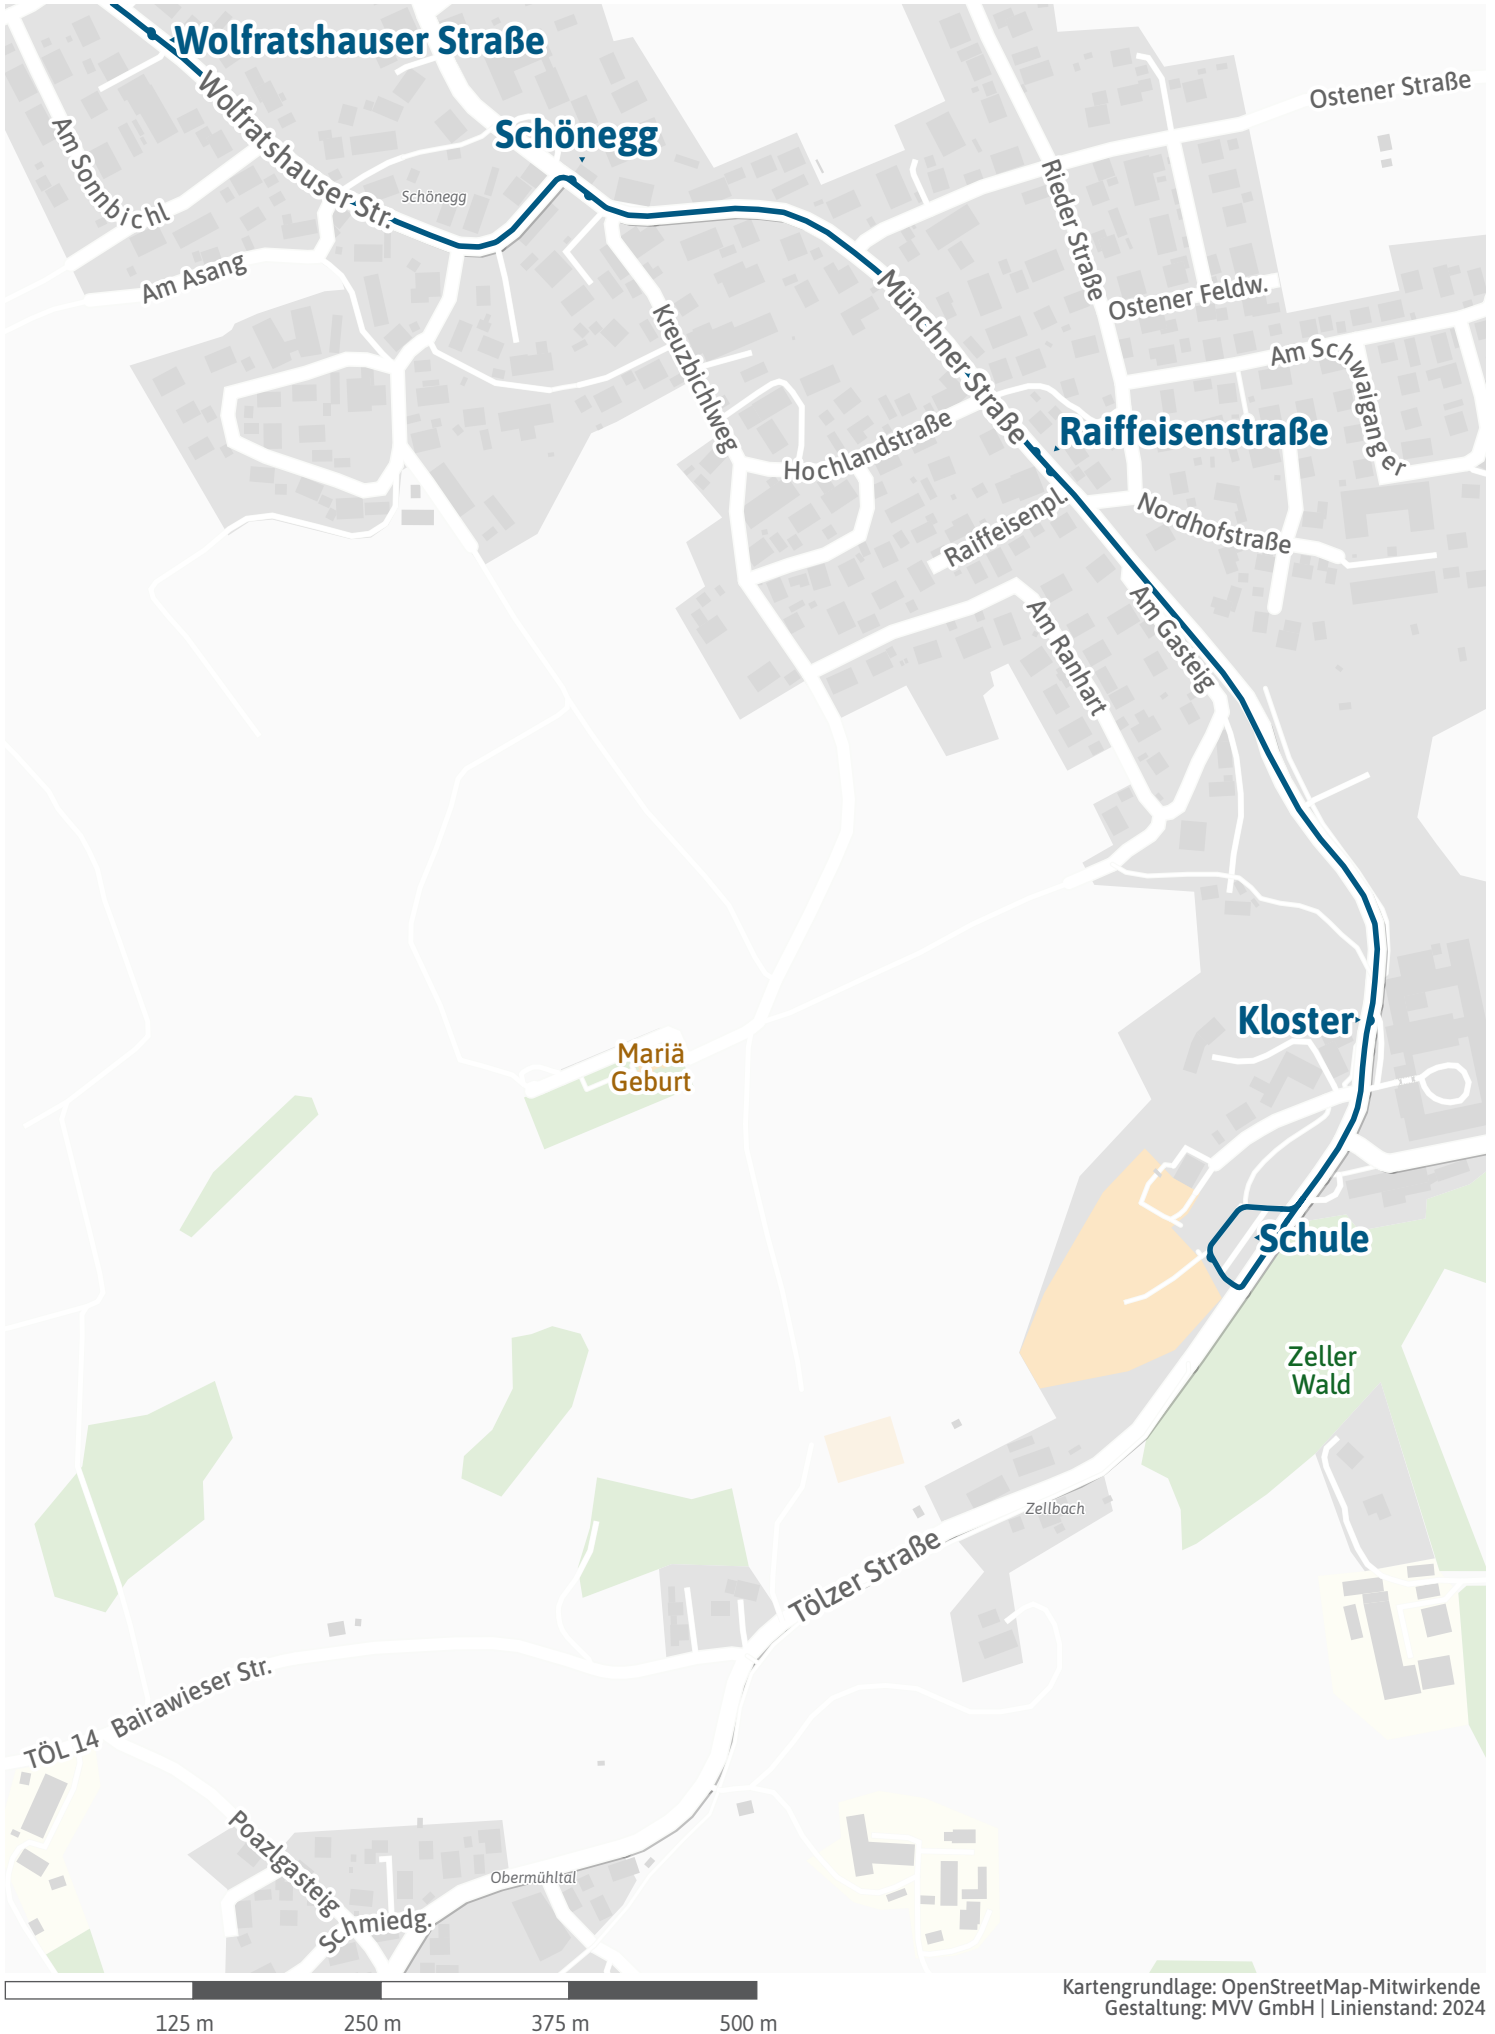 Wolfratshauser Straße
Ostener Straße
Wolfratshauser Str.
Am Sonnbichl
Schönegg
Schönegg
Rieder Straße
Am Asang
Ostener Feldw.
Münchner Straße
Kreuzbichlweg
Am Schwaiganger
Raiffeisenstraße
Hochlandstraße
Nordhofstraße
Raiffeisenpl.
Am Gasteig
Am Ranhart
Kloster
Mariä
Geburt
Schule
Zeller
Wald
Zellbach
Tölzer Straße
Bairawieser Str.
TÖL 14
Poazlgasteig
Obermühltal
Schmiedg.
125 m
250 m
375 m
500 m
Kartengrundlage: OpenStreetMap-Mitwirkende
Gestaltung: MVV GmbH | Linienstand: 2024